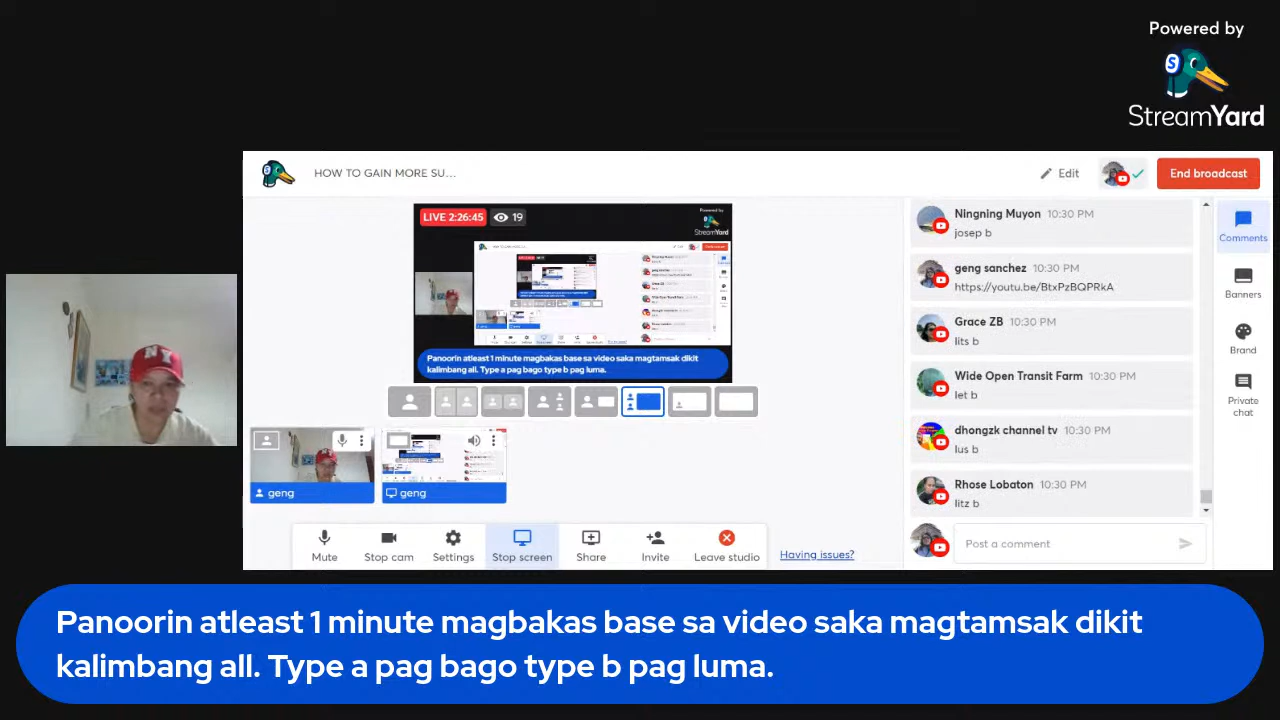 Powered by
StreamYard
HOW TO GAIN MORE SU...
Edit
End broadcast
LIVE 2:26:45
19
Powered by
StreamYard
Panoorin atleast 1 minute magbakas base sa video saka magtamsak dikit
kalimbang all. Type a pag bago type b pag luma.
geng
geng
Mute
Stop cam
Settings
Stop screen
Share
Invite
Leave studio
Having issues?
Ningning Muyon 10:30 PM
josep b
geng sanchez 10:30 PM
https://youtu.be/BtxPzBQPRkA
Grace ZB 10:30 PM
lits b
Wide Open Transit Farm 10:30 PM
let b
dhongzk channel tv 10:30 PM
lus b
Rhose Lobaton 10:30 PM
litz b
Post a comment
Comments
Banners
Brand
Private
chat
NY
Panoorin atleast 1 minute magbakas base sa video saka magtamsak dikit
kalimbang all. Type a pag bago type b pag luma.